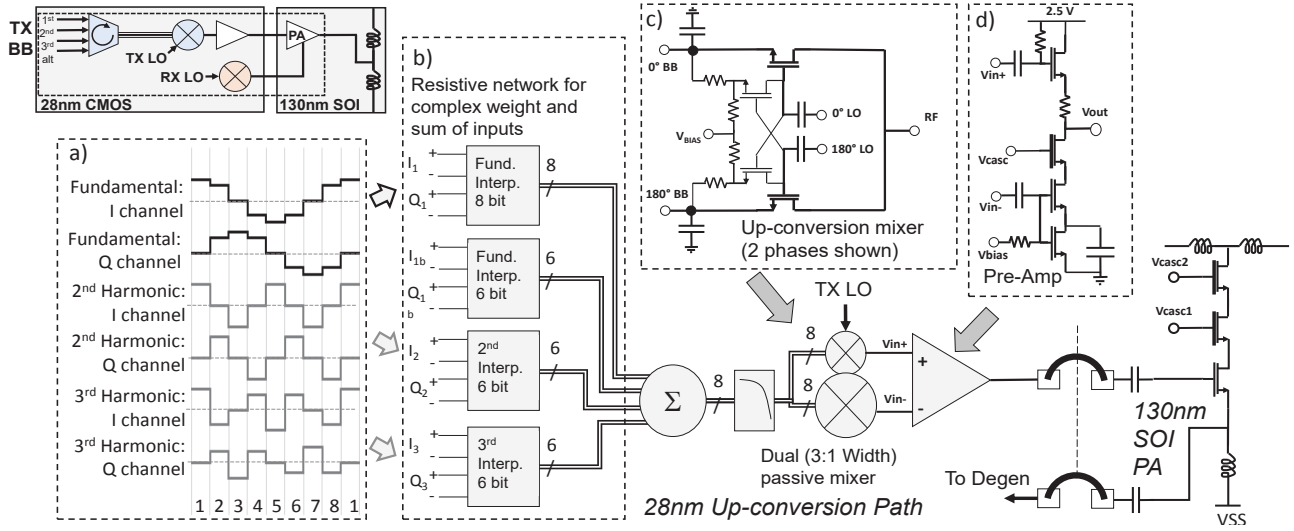 TX
BB
1st
2nd
3rd
alt
TX LO
RX LO
PA
28nm CMOS
130nm SOI
a)
Fundamental:
I channel
Fundamental:
Q channel
2nd Harmonic:
I channel
2nd Harmonic:
Q channel
3rd Harmonic:
I channel
3rd Harmonic:
Q channel
1 2 3 4 5 6 7 8 1
b)
Resistive network for
complex weight and
sum of inputs
I1 + -
Q1 + -
Fund.
Interp.
8 bit
8
I1b + -
Q1b + -
Fund.
Interp.
6 bit
6
I2 + -
Q2 + -
2nd
Interp.
6 bit
6
I3 + -
Q3 + -
3rd
Interp.
6 bit
6
Σ
8
8
8
TX LO
Vin+
Vin-
+
-
Dual (3:1 Width)
passive mixer
28nm Up-conversion Path
c)
0° BB
VBIAS
0° LO
180° LO
RF
180° BB
Up-conversion mixer
(2 phases shown)
d)
2.5 V
Vin+
Vout
Vcasc
Vin-
Vbias
Pre-Amp
Vcasc2
Vcasc1
130nm
SOI
PA
To Degen
VSS